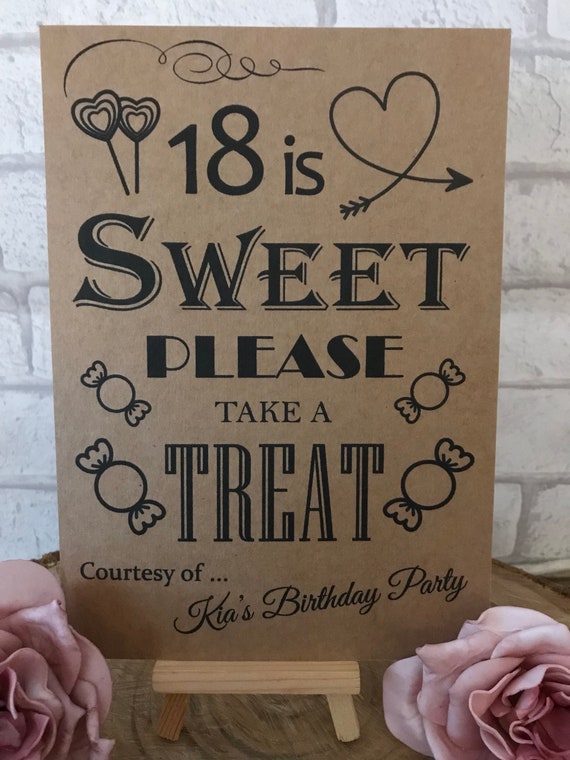 18 is
SWEET
PLEASE
TAKE A
TREAT
Courtesy of ...
Kia's Birthday Party